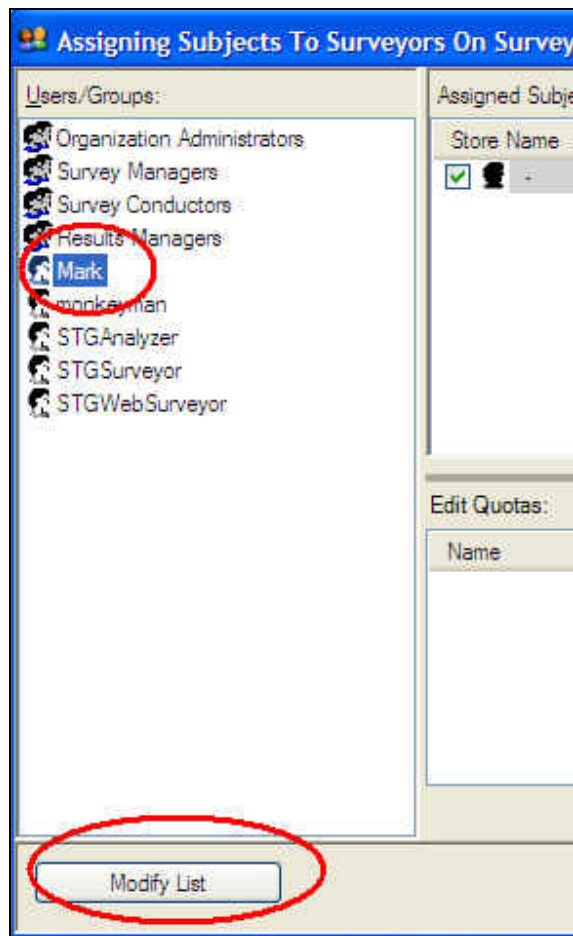 Assigning Subjects To Surveyors On Survey
Users/Groups:
Organization Administrators
Survey Managers
Survey Conductors
Results Managers
Mark
monkeyman
STGAnalyzer
STGSurveyor
STGWebSurveyor
Modify List
Assigned Subje
Store Name
-
Edit Quotas:
Name